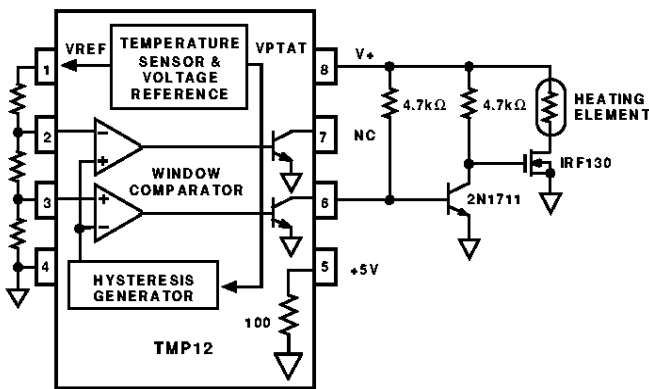 VREF
TEMPERATURE
SENSOR &
VOLTAGE
REFERENCE
VPTAT
V+
1
8
4.7kΩ
4.7kΩ
HEATING
ELEMENT
2
7
NC
IRF130
WINDOW
COMPARATOR
3
6
2N1711
4
5
+5V
HYSTERESIS
GENERATOR
100
TMP12